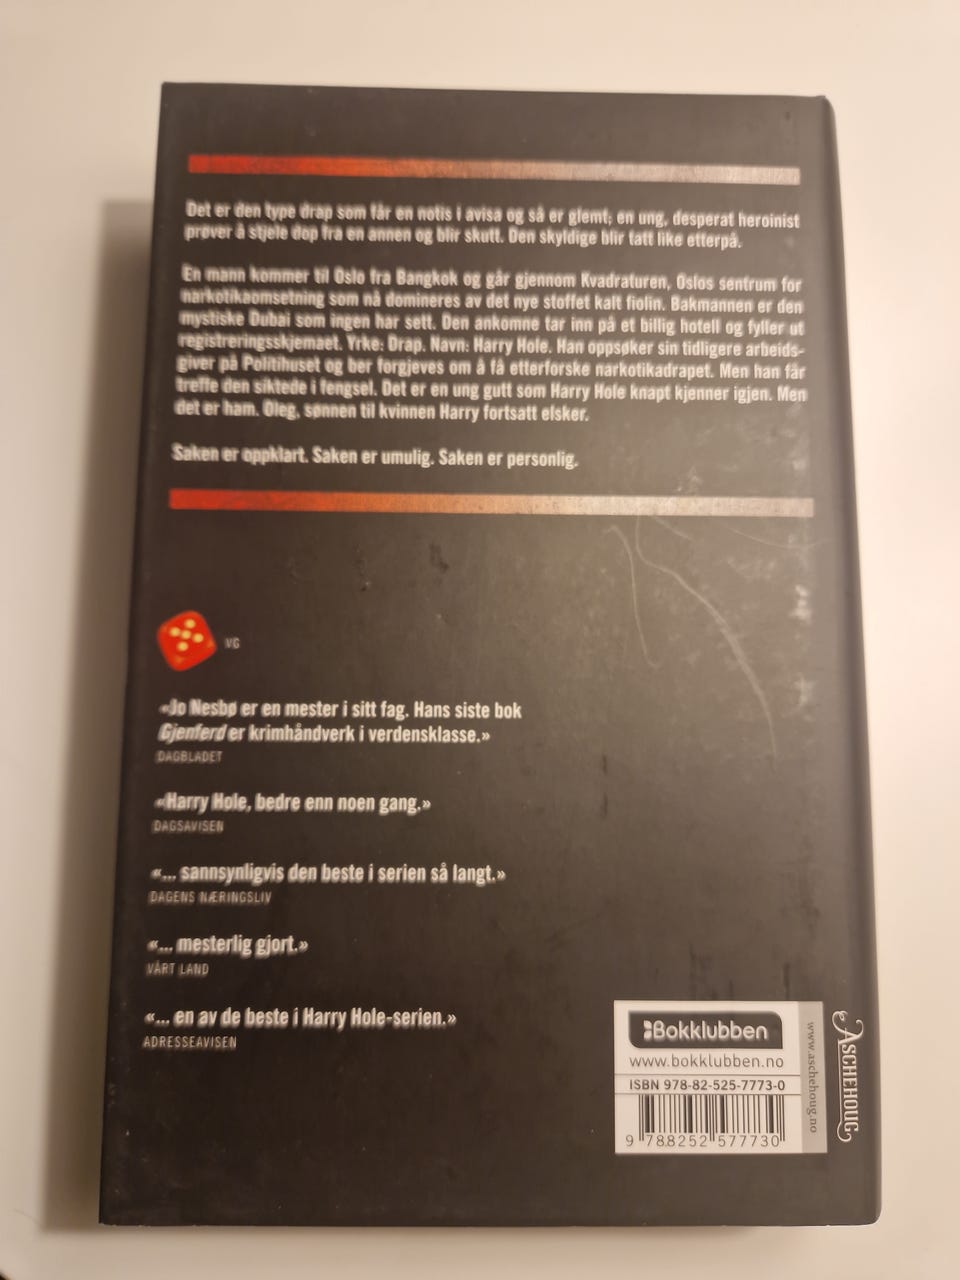 Det er den type drap som får en notis i avisa og så er glemt; en ung, desperat heroinist
prøver å stjele dop fra en annen og blir skutt. Den skyldige blir tatt like etterpå.
En mann kommer til Oslo fra Bangkok og går gjennom Kvadraturen, Oslos sentrum for
narkotikaomsetning som nå domineres av det nye stoffet kalt fiolin. Bakmannen er den
mystiske Dubai som ingen har sett. Den ankomne tar inn på et billig hotell og fyller ut
registreringsskjemaet. Yrke: Drap. Navn: Harry Hole. Han oppsøker sin tidligere arbeids-
giver på Politihuset og ber forgjeves om å få etterforske narkotikadrapet. Men han får
treffe den siktede i fengsel. Det er en ung gutt som Harry Hole knapt kjenner igjen. Men
det er ham. Oleg, sønnen til kvinnen Harry fortsatt elsker.
Saken er oppklart. Saken er umulig. Saken er personlig.
VG
«Jo Nesbø er en mester i sitt fag. Hans siste bok
Gjenferd er krimhåndverk i verdensklasse.»
DAGBLADET
«Harry Hole, bedre enn noen gang.»
DAGSAVISEN
«... sannsynligvis den beste i serien så langt.»
DAGENS NÆRINGSLIV
«... mesterlig gjort.»
VÅRT LAND
«... en av de beste i Harry Hole-serien.»
ADRESSEAVISEN
Bokklubben
www.bokklubben.no
ISBN 978-82-525-7773-0
9 788252 577730
www.aschehoug.no
ASCHEHOUG